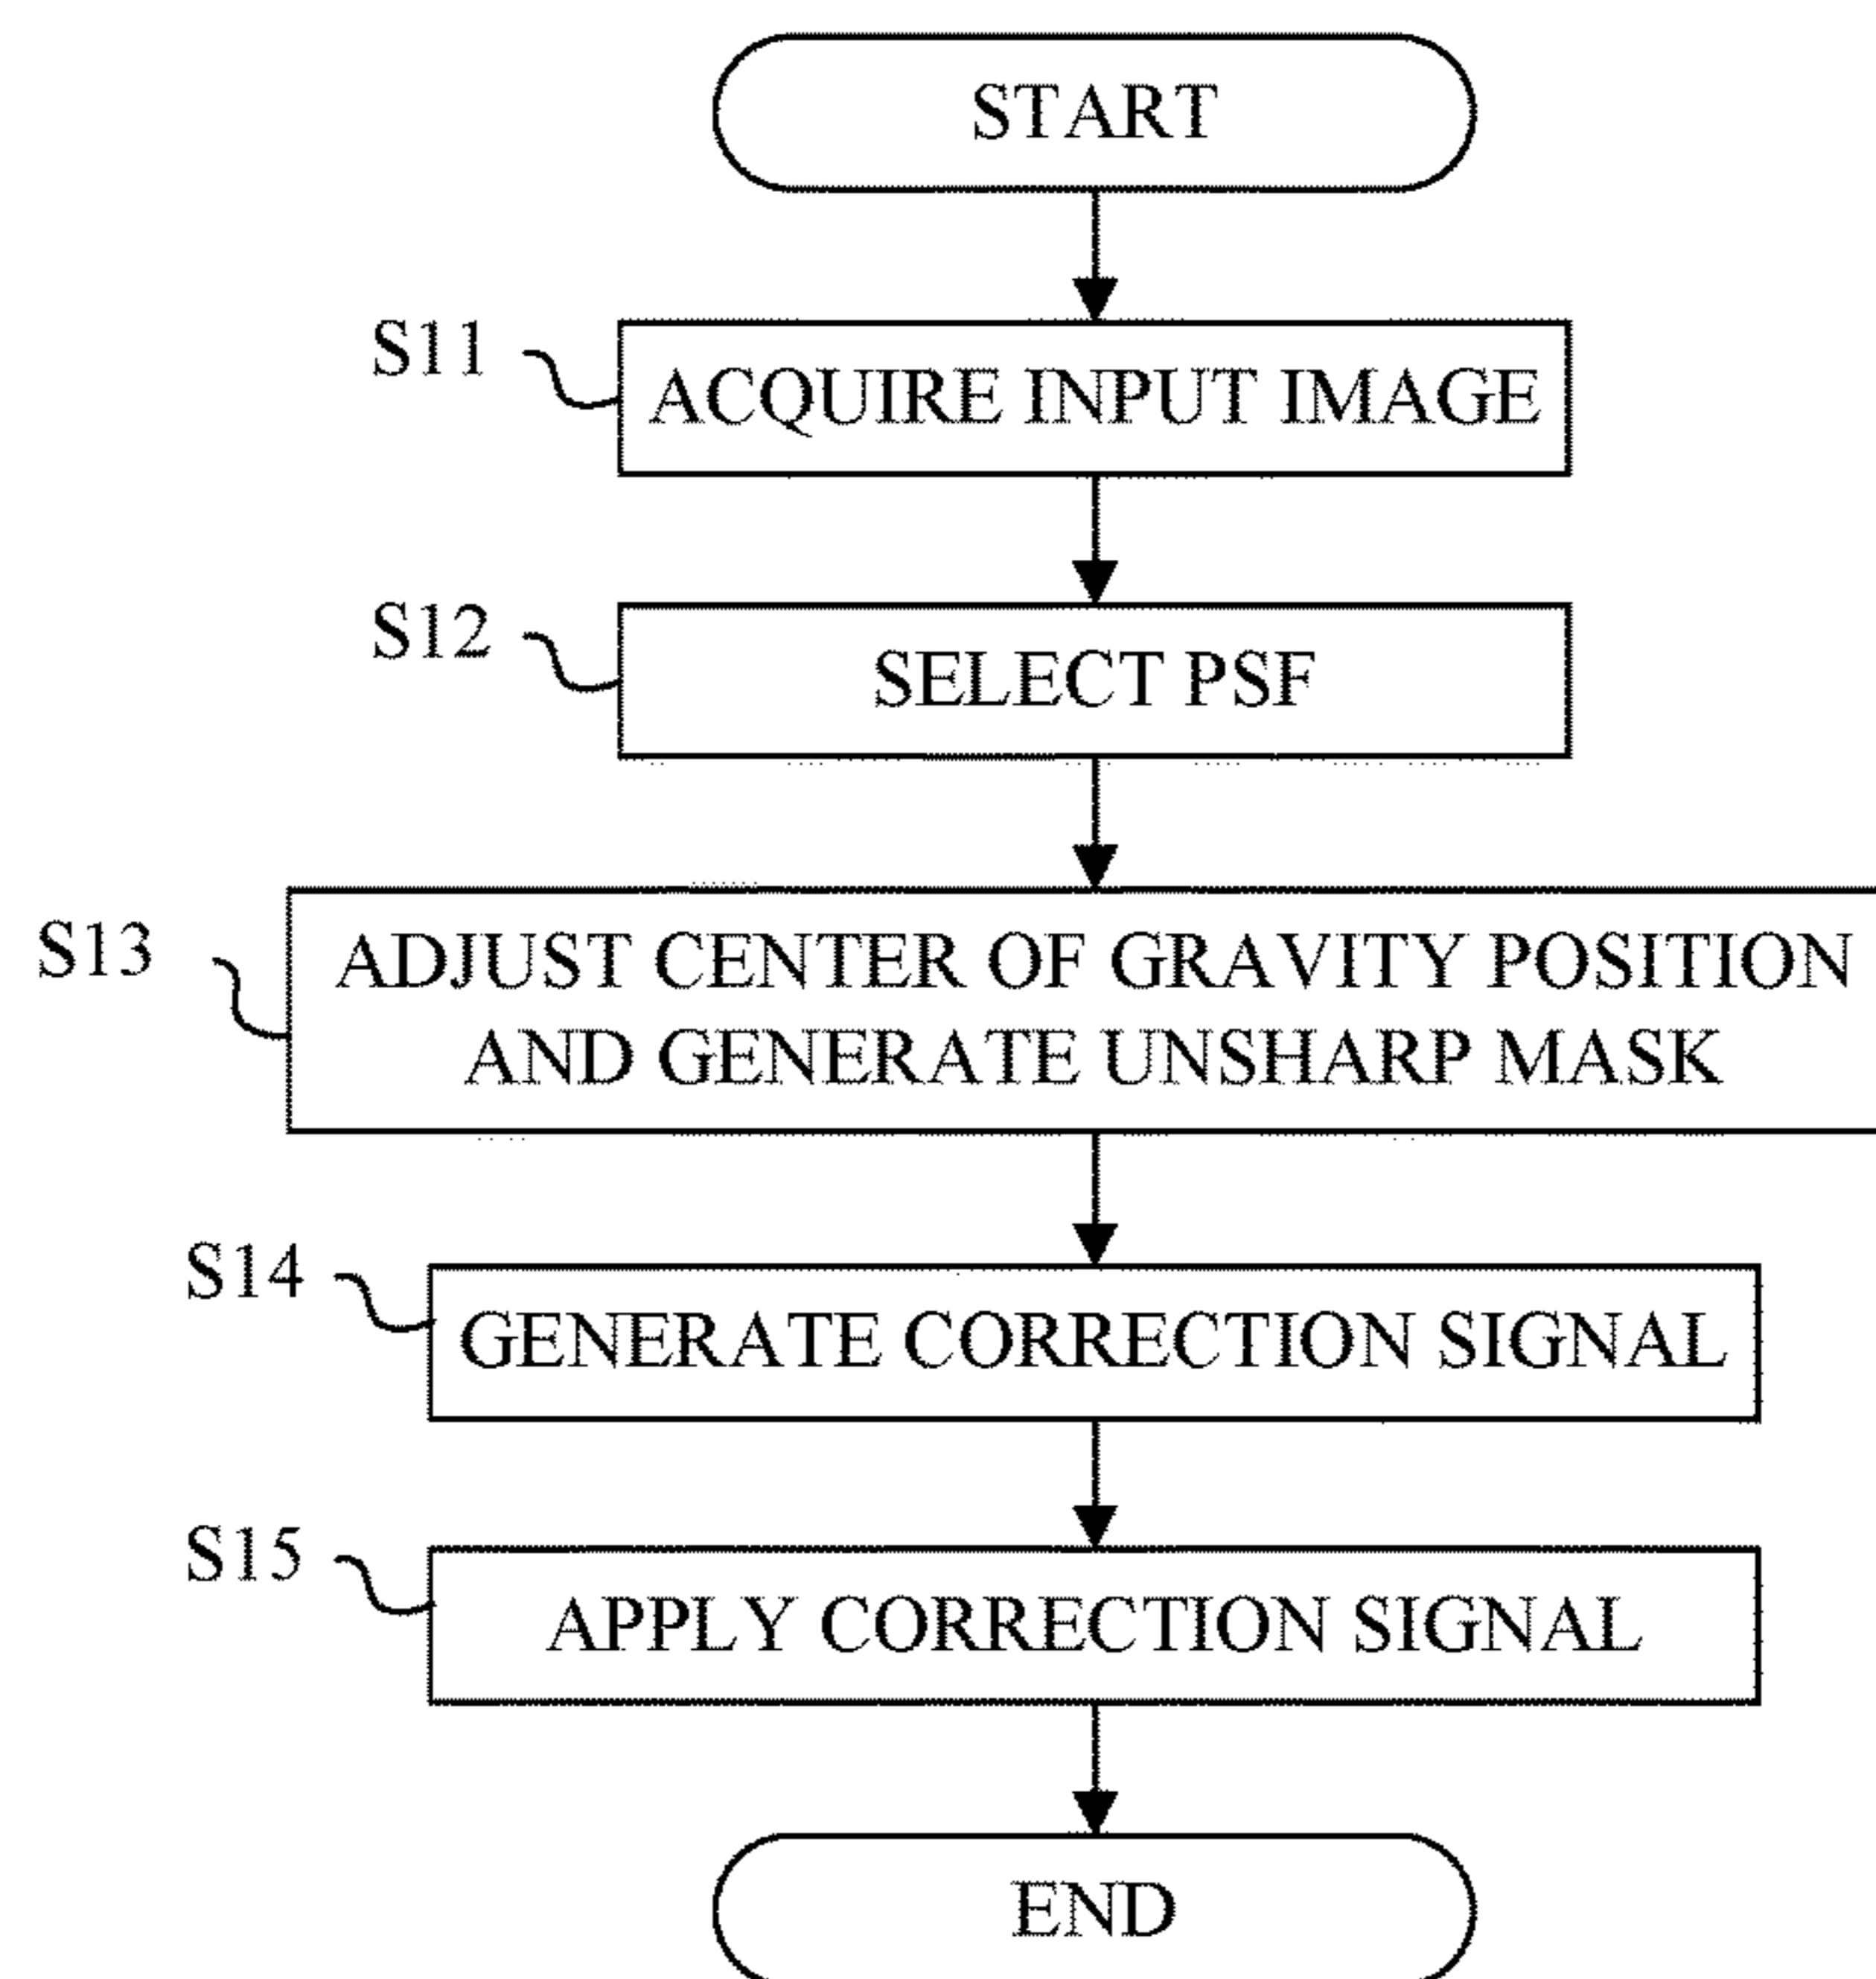 START
S11
ACQUIRE INPUT IMAGE
S12
SELECT PSF
S13
ADJUST CENTER OF GRAVITY POSITION
AND GENERATE UNSHARP MASK
S14
GENERATE CORRECTION SIGNAL
S15
APPLY CORRECTION SIGNAL
END